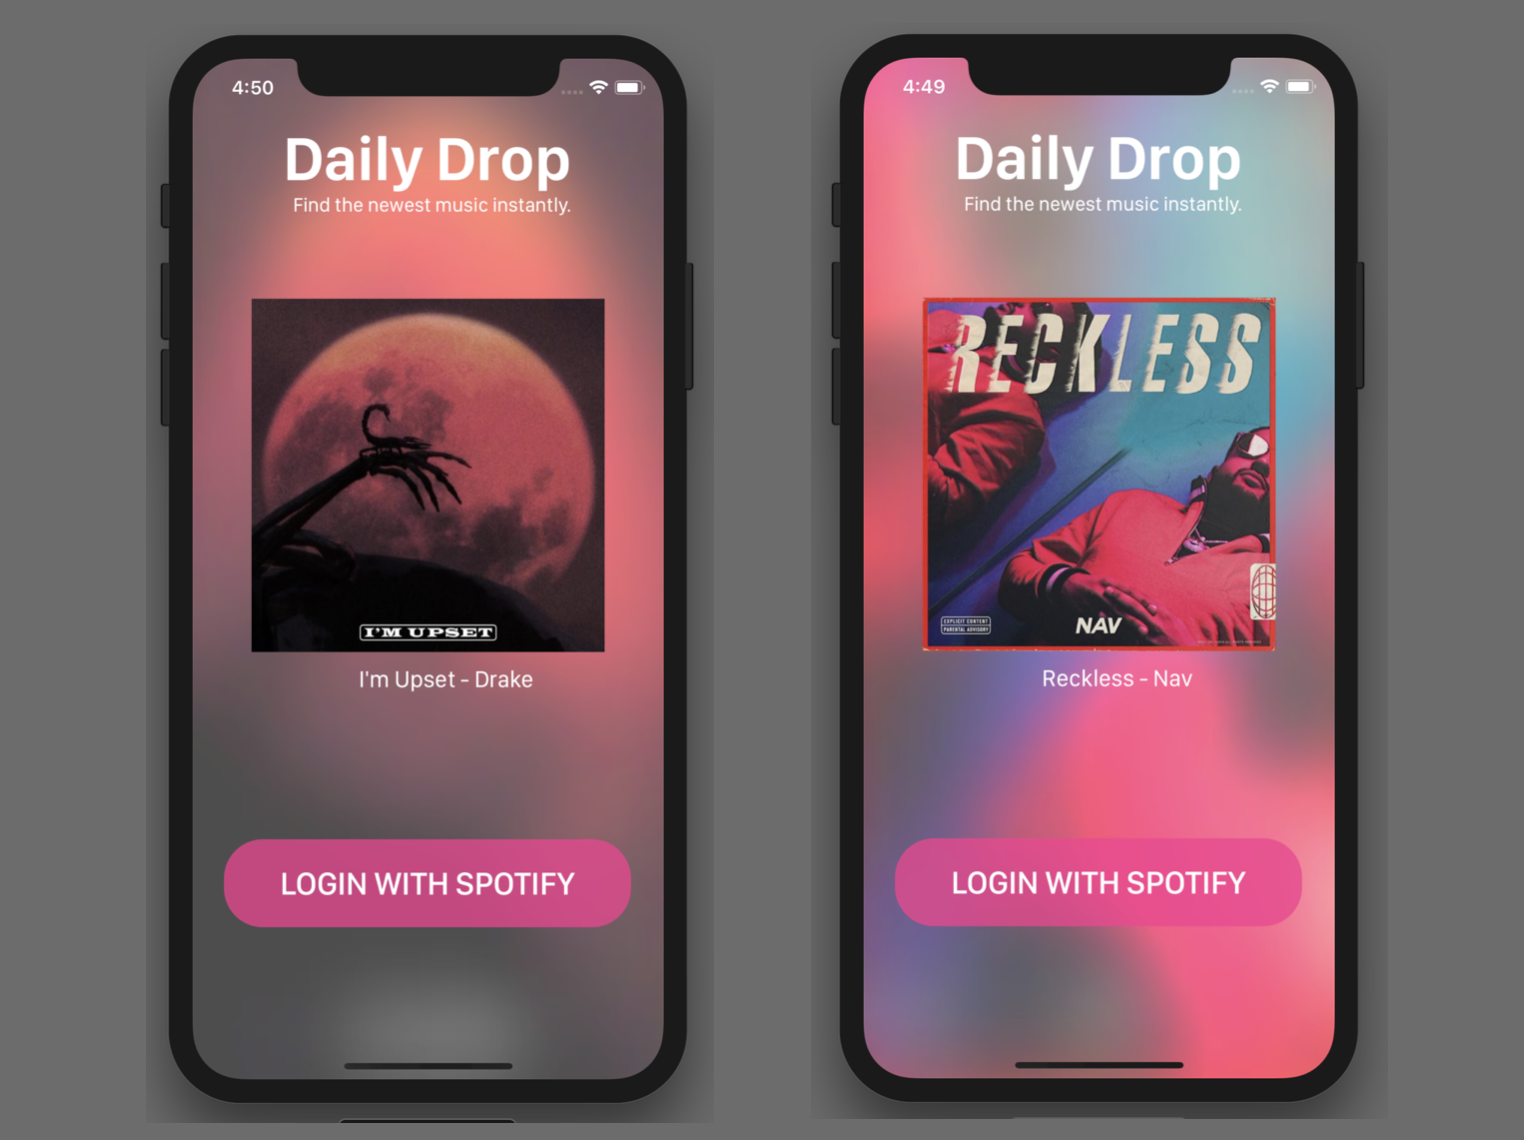 4:50
Daily Drop
Find the newest music instantly.
I'M UPSET
I'm Upset - Drake
LOGIN WITH SPOTIFY
4:49
Daily Drop
Find the newest music instantly.
RECKLESS
EXPLICIT CONTENT
PARENTAL ADVISORY
NAV
Reckless - Nav
LOGIN WITH SPOTIFY